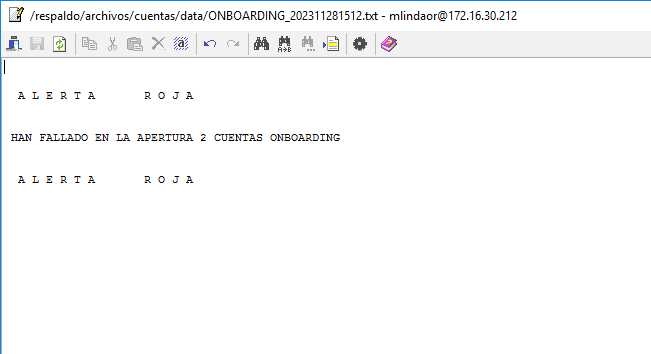 /respaldo/archivos/cuentas/data/ONBOARDING_202311281512.txt - mlindaor@172.16.30.212
A L E R T A       R O J A
HAN FALLADO EN LA APERTURA 2 CUENTAS ONBOARDING
A L E R T A       R O J A